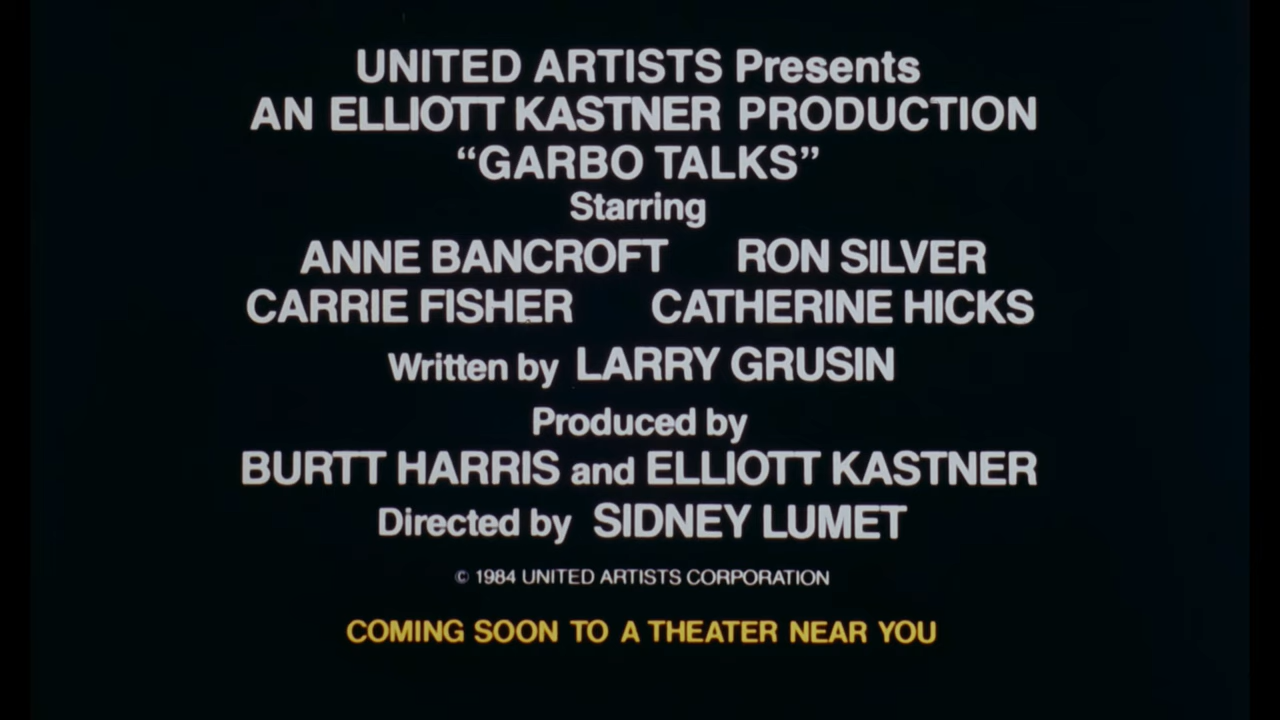 UNITED ARTISTS Presents
AN ELLIOTT KASTNER PRODUCTION
“GARBO TALKS”
Starring
ANNE BANCROFT RON SILVER
CARRIE FISHER CATHERINE HICKS
Written by LARRY GRUSIN
Produced by
BURTT HARRIS and ELLIOTT KASTNER
Directed by SIDNEY LUMET
© 1984 UNITED ARTISTS CORPORATION
COMING SOON TO A THEATER NEAR YOU